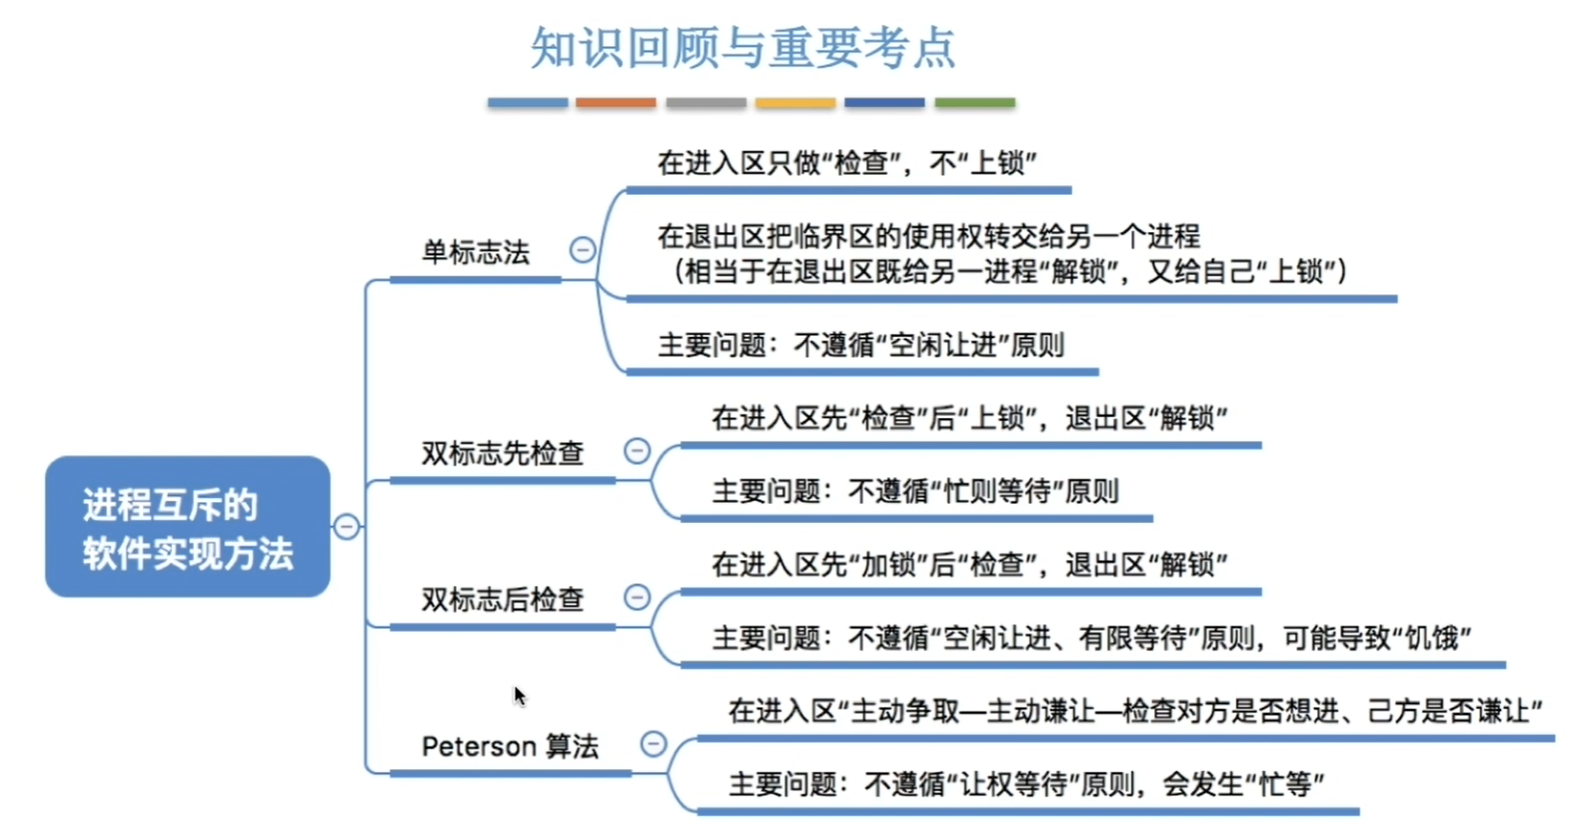 知识回顾与重要考点
在进入区只做“检查”，不“上锁”
单标志法
在退出区把临界区的使用权转交给另一个进程
（相当于在退出区既给另一进程“解锁”，又给自己“上锁”）
主要问题：不遵循“空闲让进”原则
在进入区先“检查”后“上锁”，退出区“解锁”
双标志先检查
主要问题：不遵循“忙则等待”原则
进程互斥的
软件实现方法
在进入区先“加锁”后“检查”，退出区“解锁”
双标志后检查
主要问题：不遵循“空闲让进、有限等待”原则，可能导致“饥饿”
在进入区“主动争取—主动谦让—检查对方是否想进、己方是否谦让”
Peterson 算法
主要问题：不遵循“让权等待”原则，会发生“忙等”